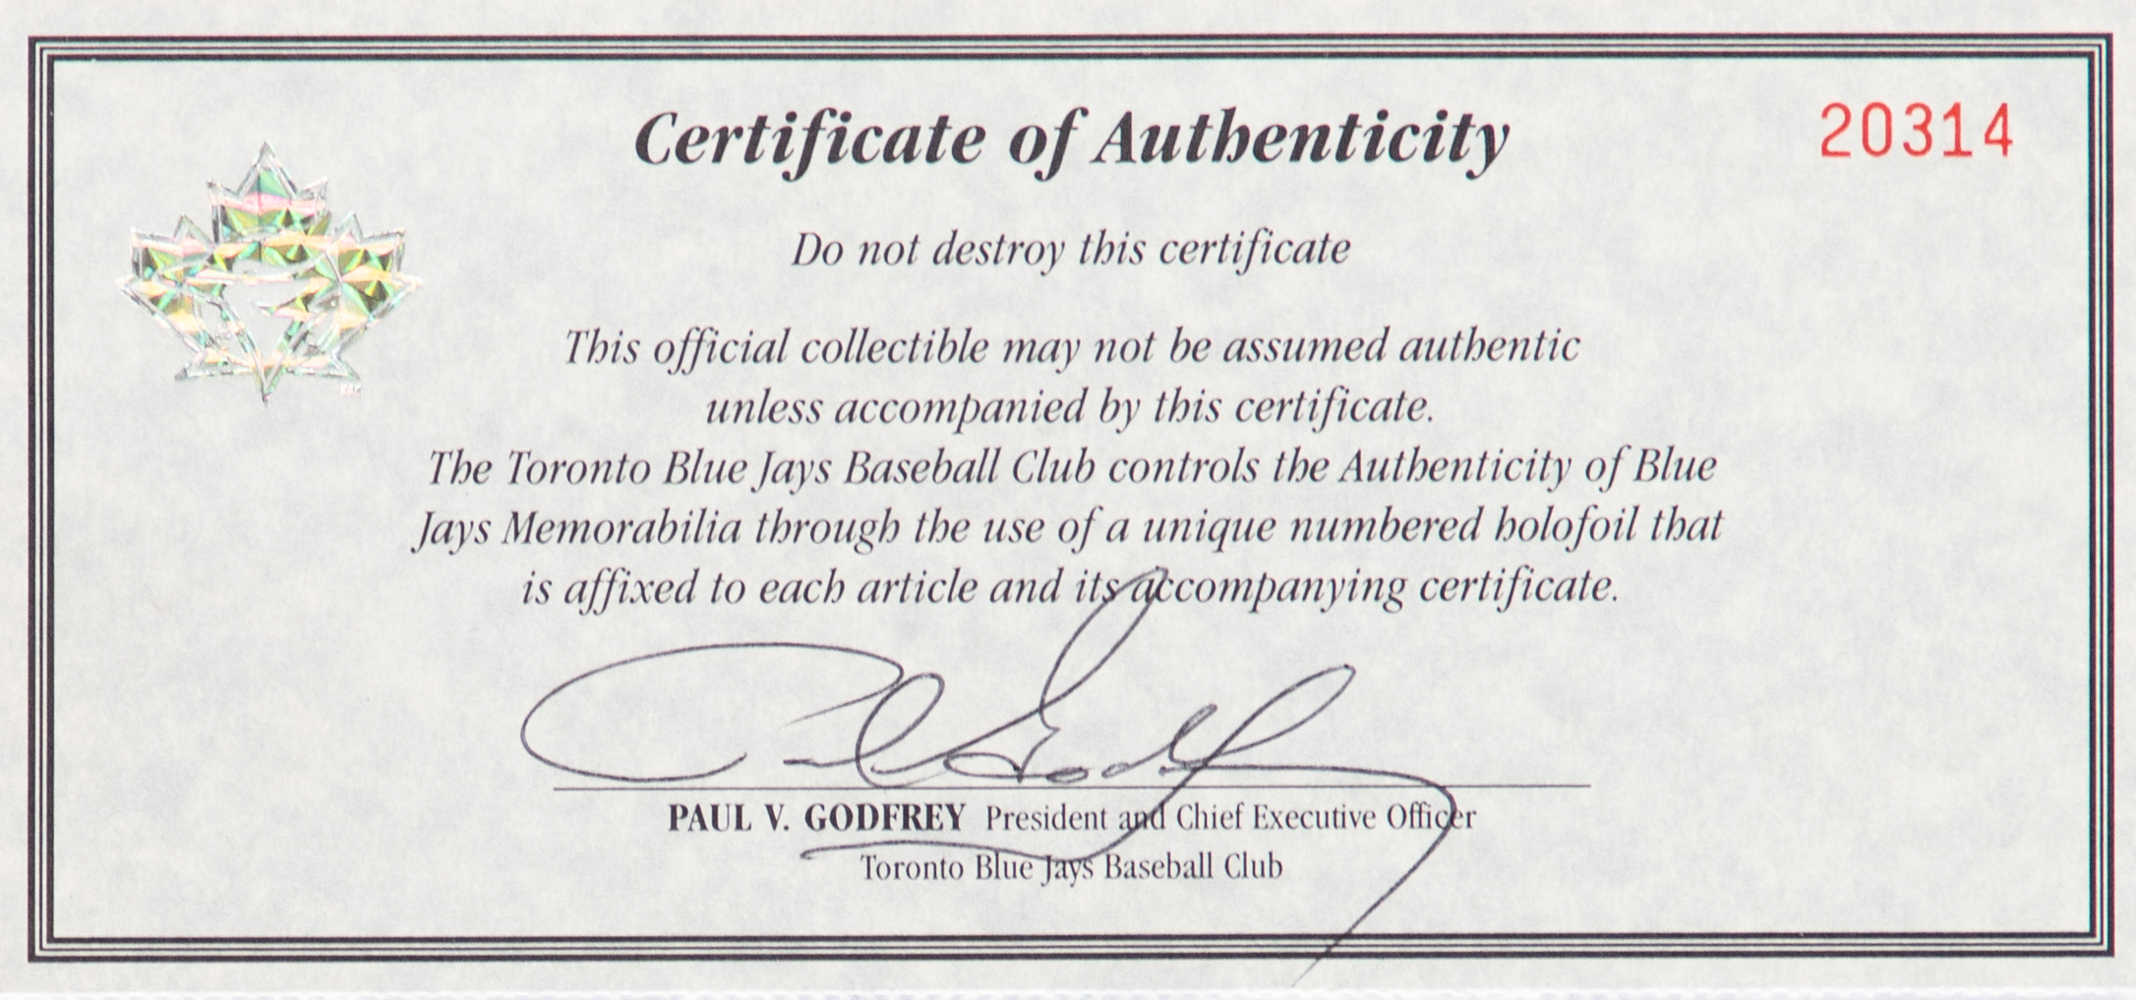 Certificate of Authenticity
20314
Do not destroy this certificate
This official collectible may not be assumed authentic
unless accompanied by this certificate.
The Toronto Blue Jays Baseball Club controls the Authenticity of Blue
Jays Memorabilia through the use of a unique numbered holofoil that
is affixed to each article and its accompanying certificate.
Paul Godfrey
PAUL V. GODFREY President and Chief Executive Officer
Toronto Blue Jays Baseball Club